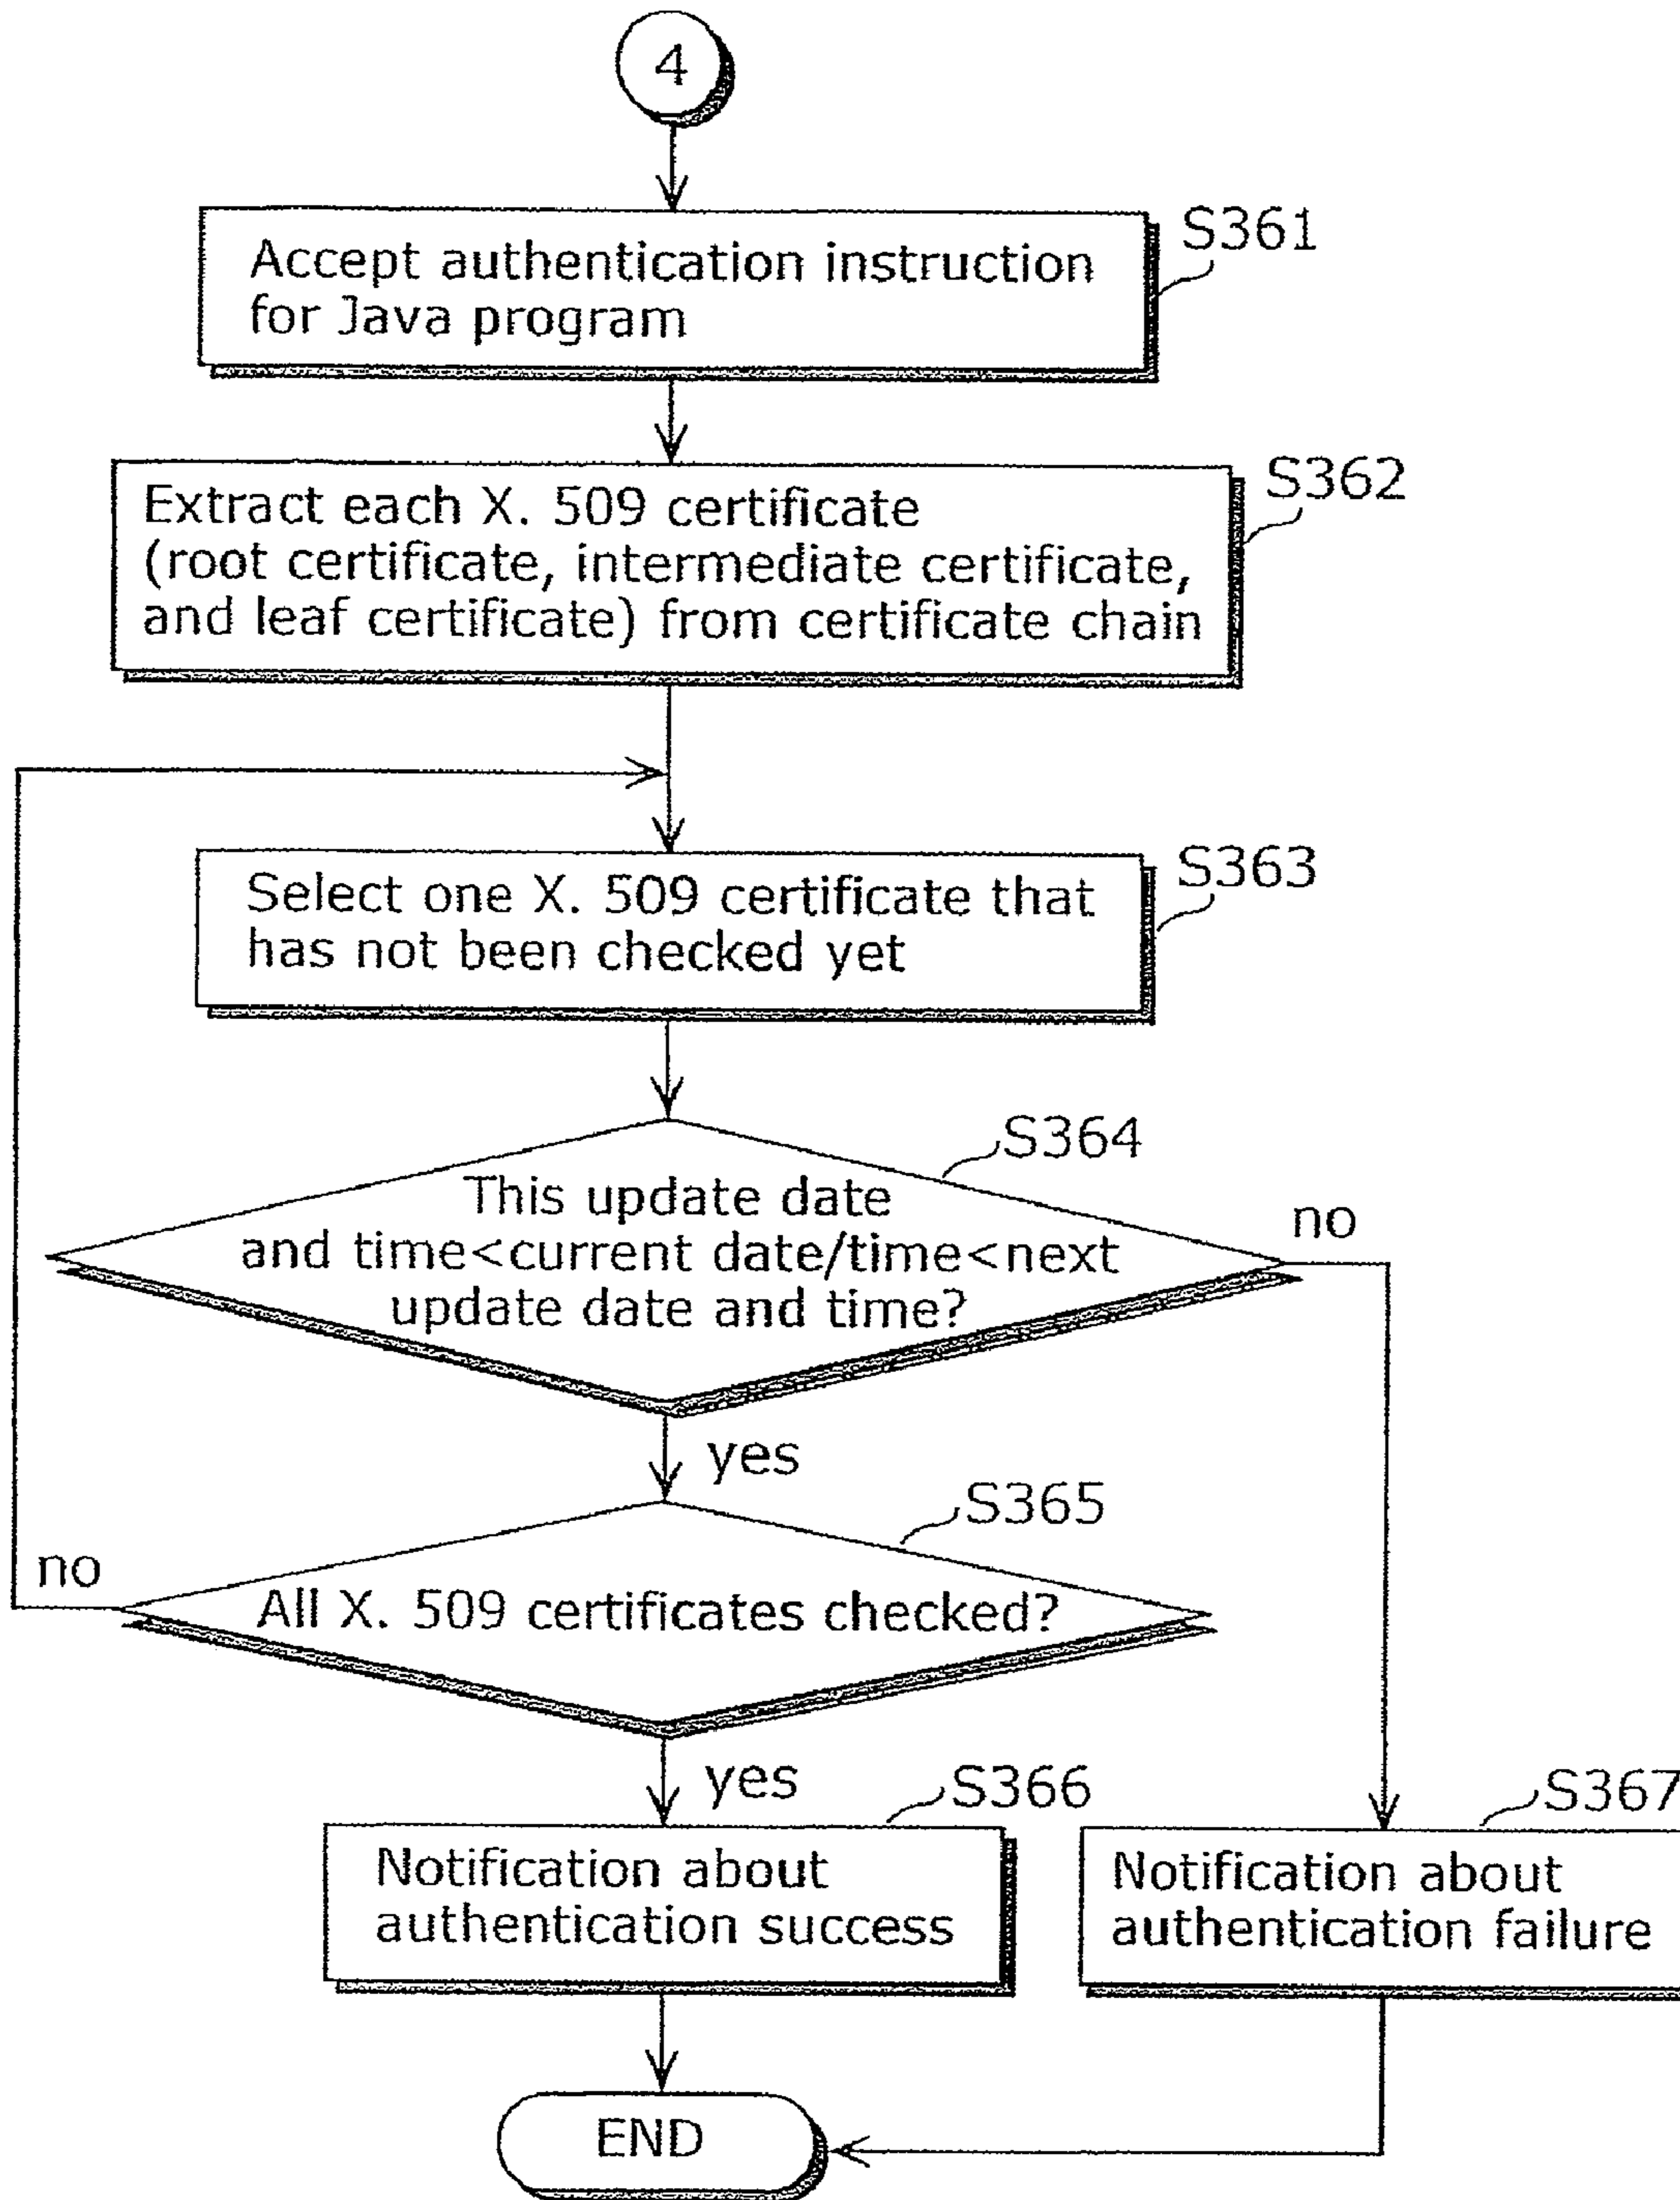 4
S361
Accept authentication instruction
for Java program
S362
Extract each X. 509 certificate
(root certificate, intermediate certificate,
and leaf certificate) from certificate chain
S363
Select one X. 509 certificate that
has not been checked yet
S364
This update date
and time<current date/time<next
update date and time?
no
yes
S365
no
All X. 509 certificates checked?
yes
S366
Notification about
authentication success
S367
Notification about
authentication failure
END